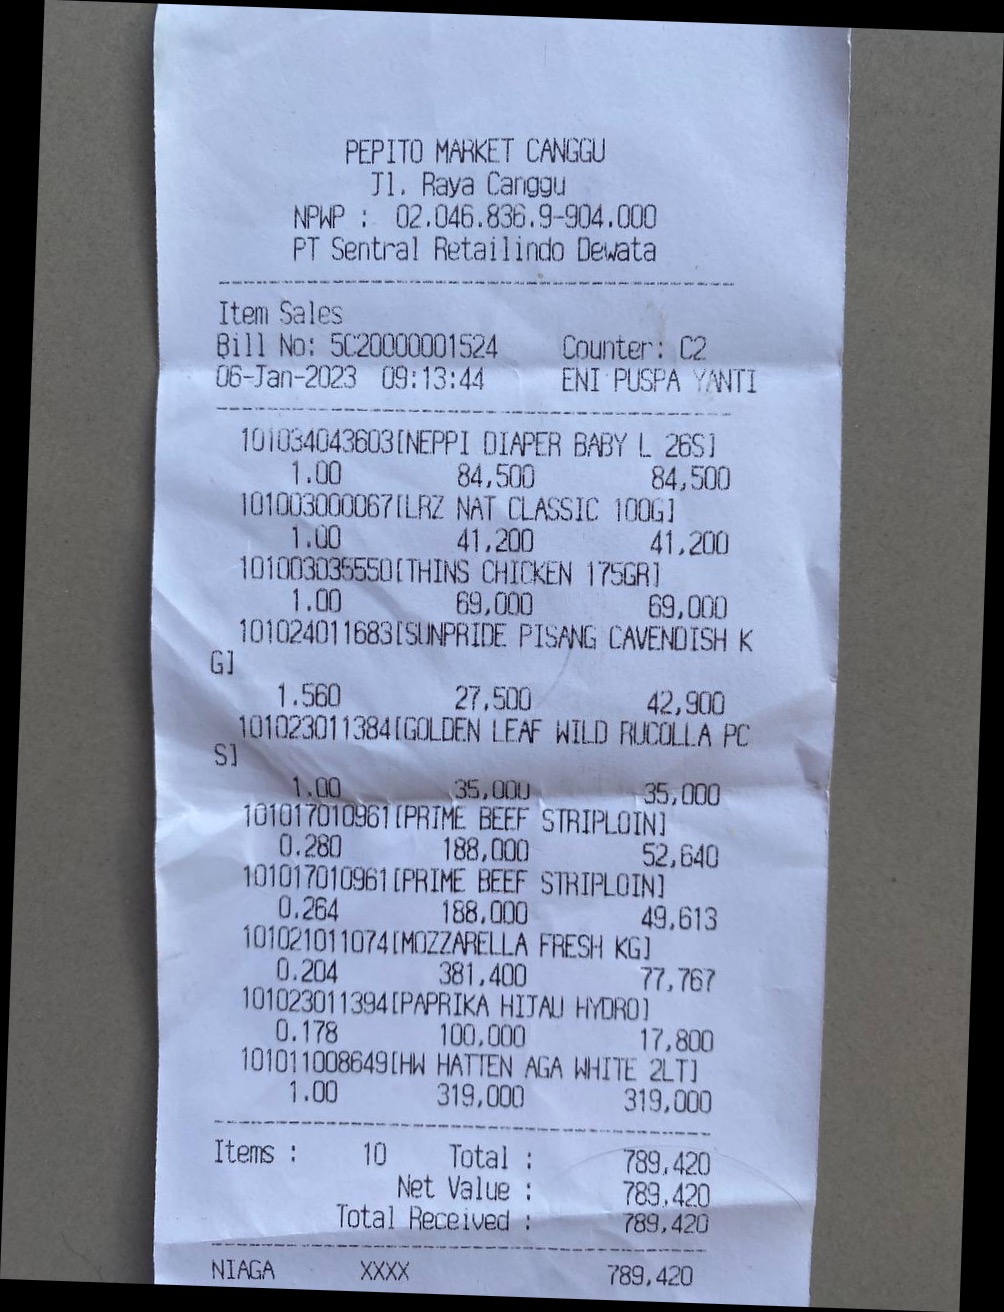 PEPITO MARKET CANGGU
Jl. Raya Canggu
NPWP : 02.046.836.9-904.000
PT Sentral Retailindo Dewata
Item Sales
Bill No: 5C20000001524 Counter: C2
06-Jan-2023 09:13:44 ENI PUSPA YANTI
101034043603[NEPPI DIAPER BABY L 26S]
1.00 84,500 84,500
101003000067[LRZ NAT CLASSIC 100G]
1.00 41,200 41,200
101003035550[THINS CHICKEN 175GR]
1.00 69,000 69,000
101024011683[SUNPRIDE PISANG CAVENDISH K
G]
1.560 27,500 42,900
101023011384[GOLDEN LEAF WILD RUCOLLA PC
S]
1.00 35,000 35,000
101017010961[PRIME BEEF STRIPLOIN]
0.280 188,000 52,640
101017010961[PRIME BEEF STRIPLOIN]
0.264 188,000 49,613
101021011074[MOZZARELLA FRESH KG]
0.204 381,400 77,767
101023011394[PAPRIKA HIJAU HYDRO]
0.178 100,000 17,800
101011008649[HW HATTEN AGA WHITE 2LT]
1.00 319,000 319,000
Items : 10 Total : 789,420
Net Value : 789,420
Total Received : 789,420
NIAGA XXXX 789,420